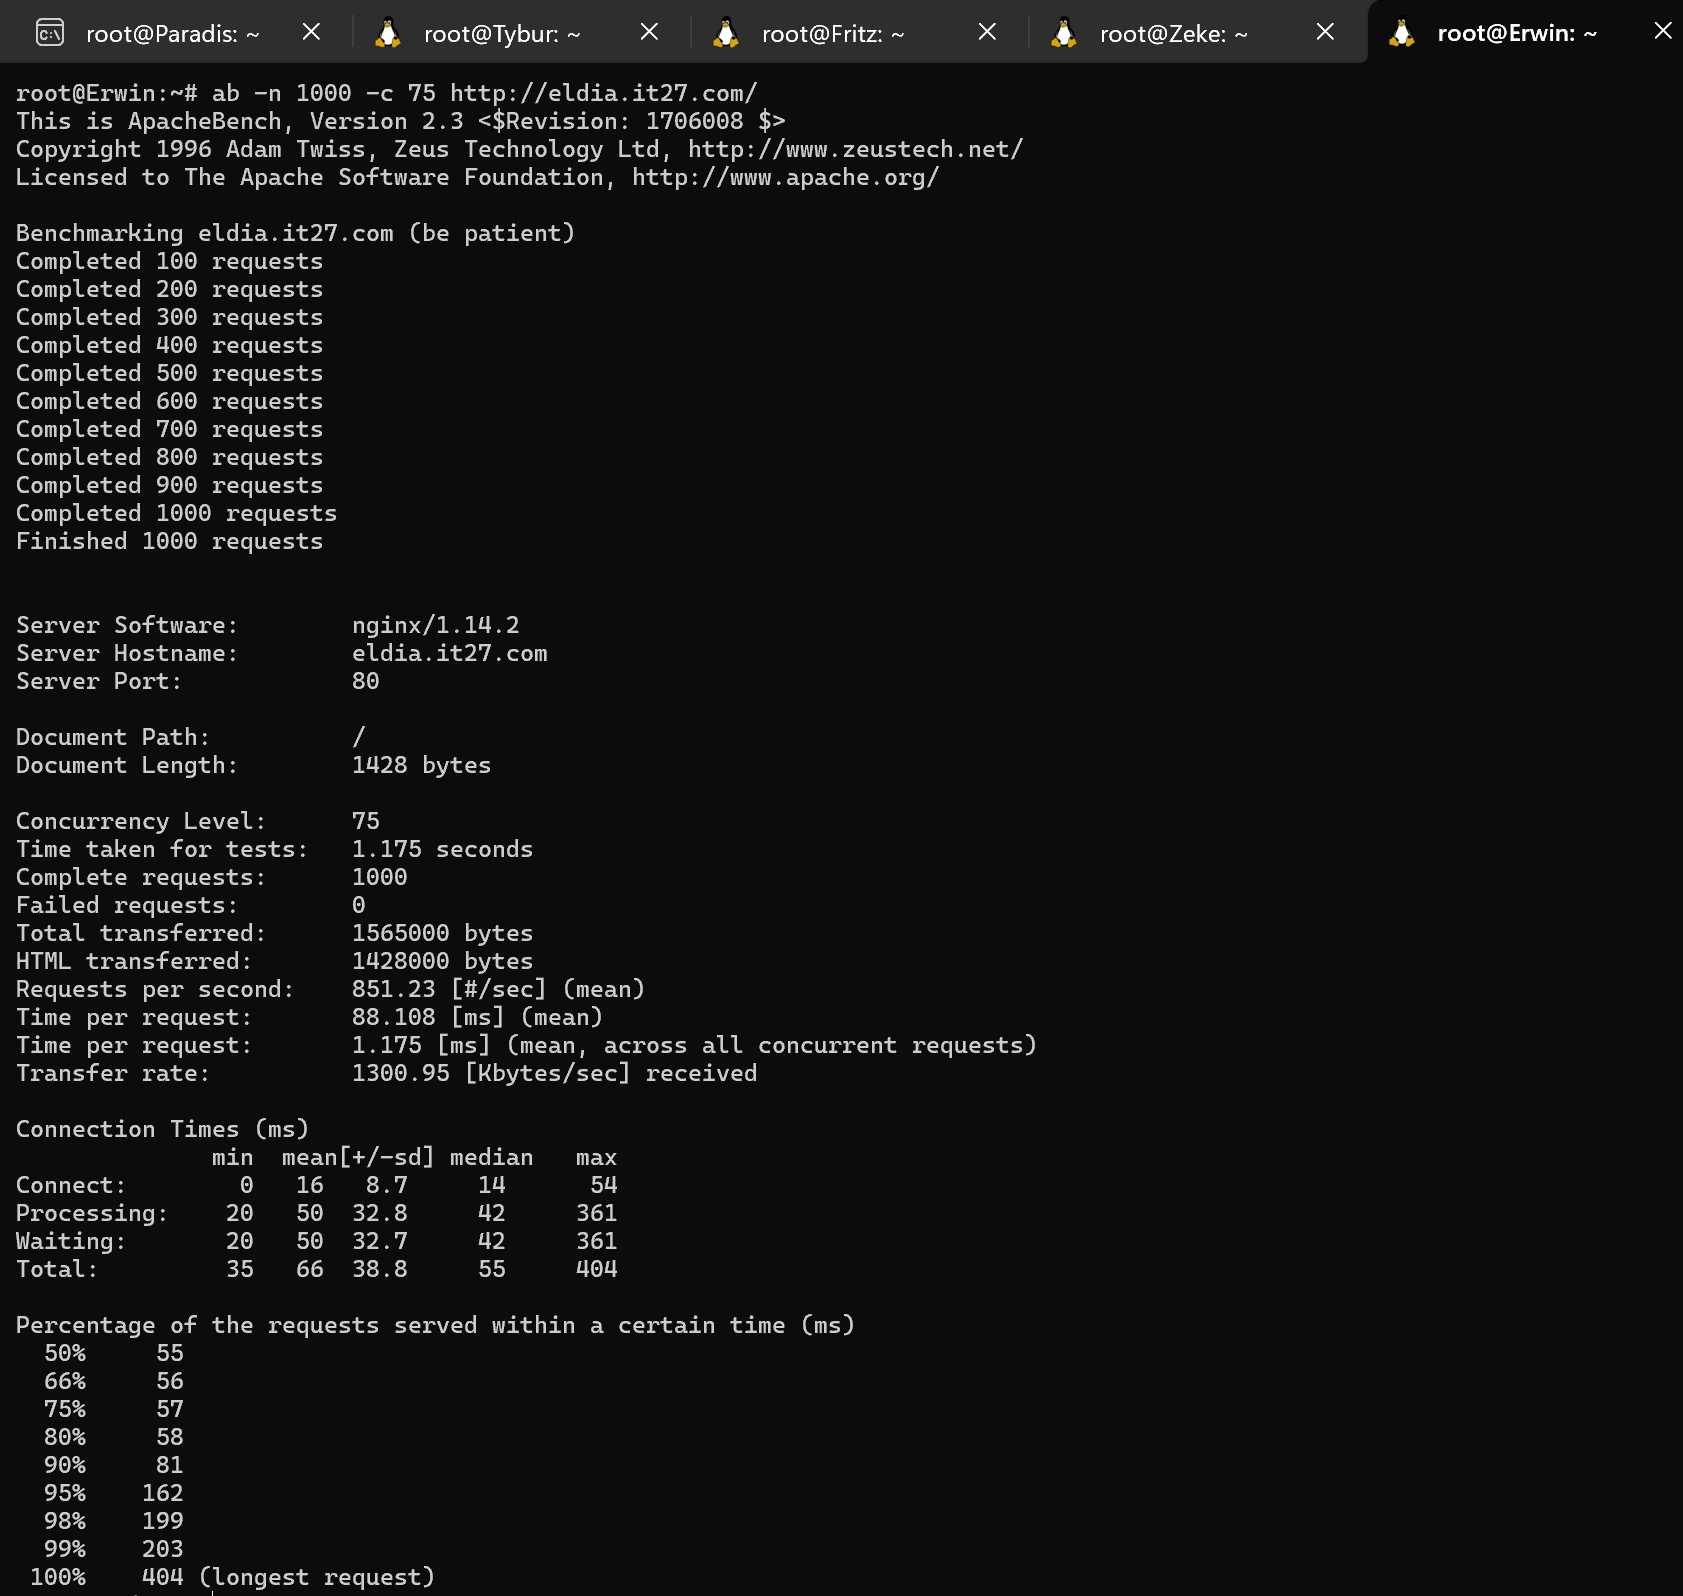 root@Paradis: ~
root@Tybur: ~
root@Fritz: ~
root@Zeke: ~
root@Erwin: ~
root@Erwin:~# ab -n 1000 -c 75 http://eldia.it27.com/
This is ApacheBench, Version 2.3 <$Revision: 1706008 $>
Copyright 1996 Adam Twiss, Zeus Technology Ltd, http://www.zeustech.net/
Licensed to The Apache Software Foundation, http://www.apache.org/
Benchmarking eldia.it27.com (be patient)
Completed 100 requests
Completed 200 requests
Completed 300 requests
Completed 400 requests
Completed 500 requests
Completed 600 requests
Completed 700 requests
Completed 800 requests
Completed 900 requests
Completed 1000 requests
Finished 1000 requests
Server Software:        nginx/1.14.2
Server Hostname:        eldia.it27.com
Server Port:            80
Document Path:          /
Document Length:        1428 bytes
Concurrency Level:      75
Time taken for tests:   1.175 seconds
Complete requests:      1000
Failed requests:        0
Total transferred:      1565000 bytes
HTML transferred:       1428000 bytes
Requests per second:    851.23 [#/sec] (mean)
Time per request:       88.108 [ms] (mean)
Time per request:       1.175 [ms] (mean, across all concurrent requests)
Transfer rate:          1300.95 [Kbytes/sec] received
Connection Times (ms)
              min  mean[+/-sd] median   max
Connect:        0   16   8.7     14      54
Processing:    20   50  32.8     42     361
Waiting:       20   50  32.7     42     361
Total:         35   66  38.8     55     404
Percentage of the requests served within a certain time (ms)
  50%     55
  66%     56
  75%     57
  80%     58
  90%     81
  95%    162
  98%    199
  99%    203
 100%    404 (longest request)